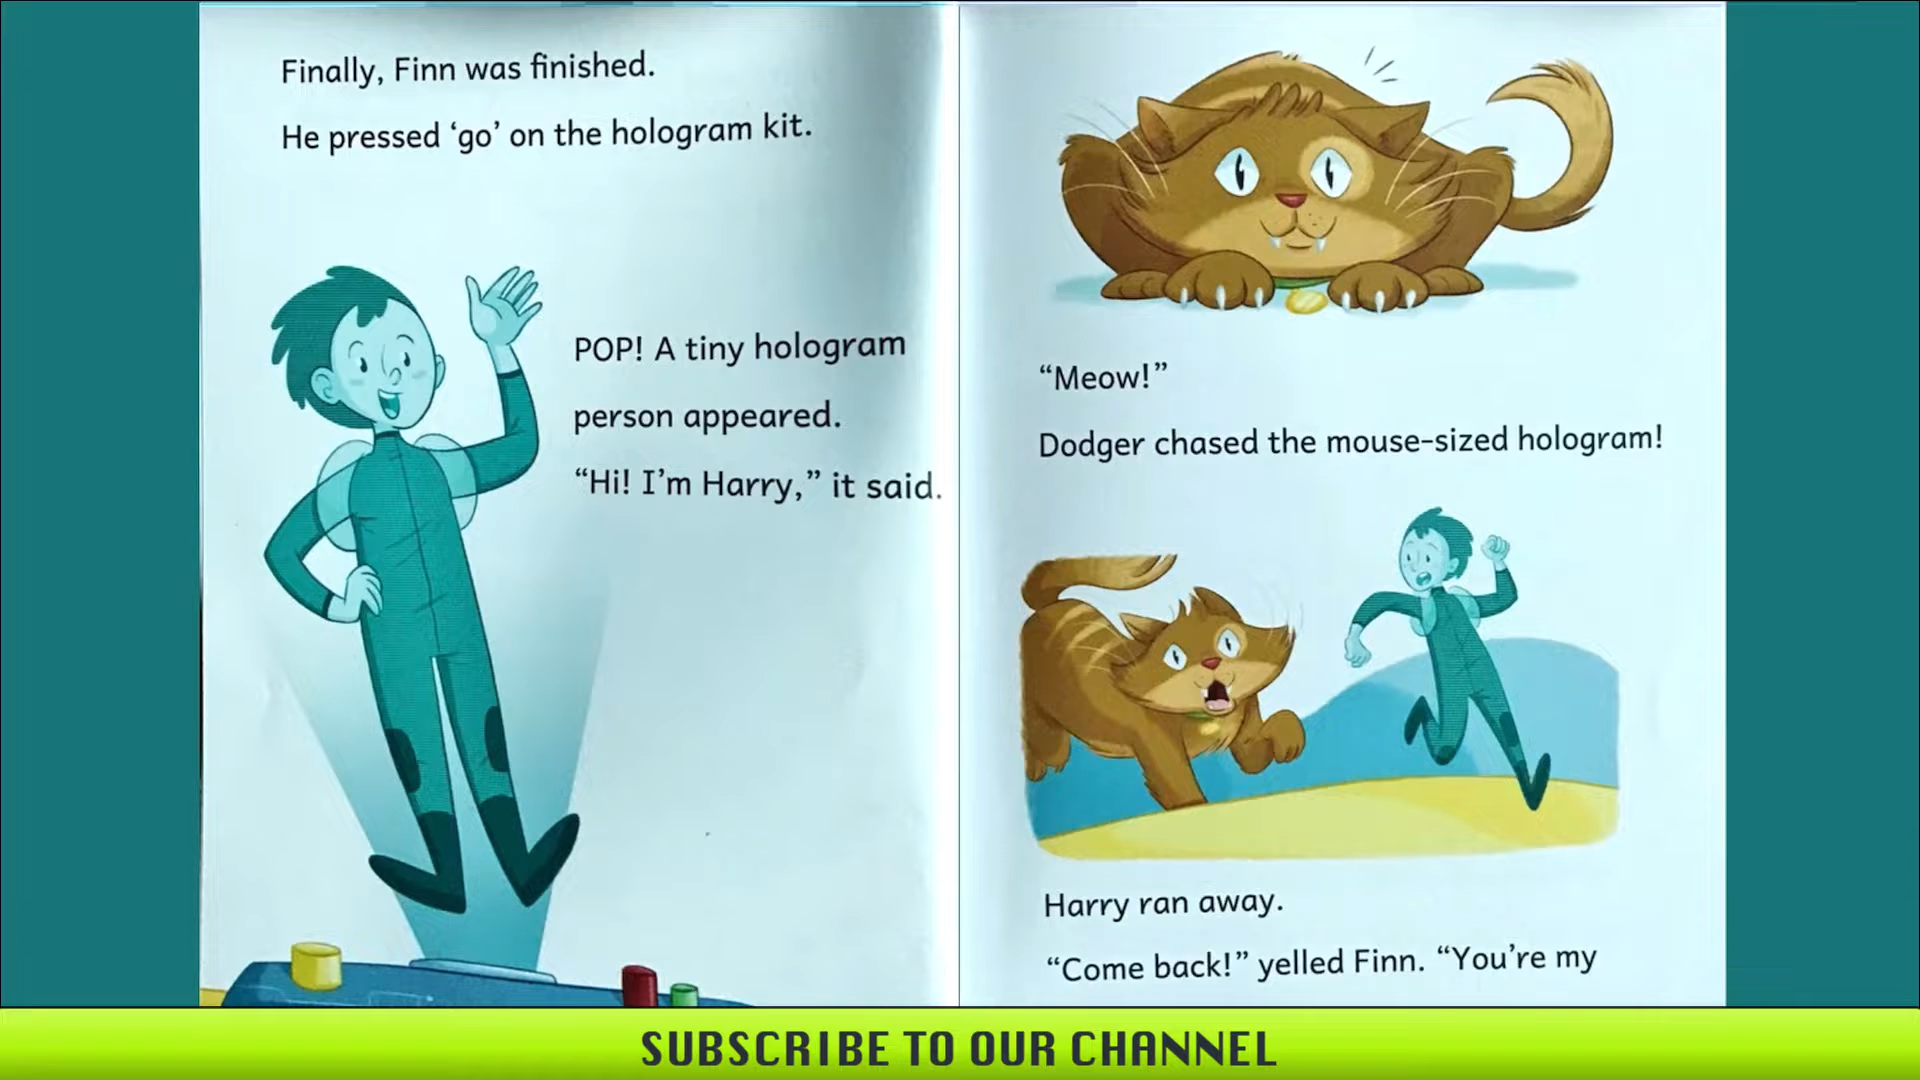 Finally, Finn was finished.
He pressed ‘go’ on the hologram kit.
POP! A tiny hologram
person appeared.
“Hi! I’m Harry,” it said.
“Meow!”
Dodger chased the mouse-sized hologram!
Harry ran away.
“Come back!” yelled Finn. “You’re my
SUBSCRIBE TO OUR CHANNEL